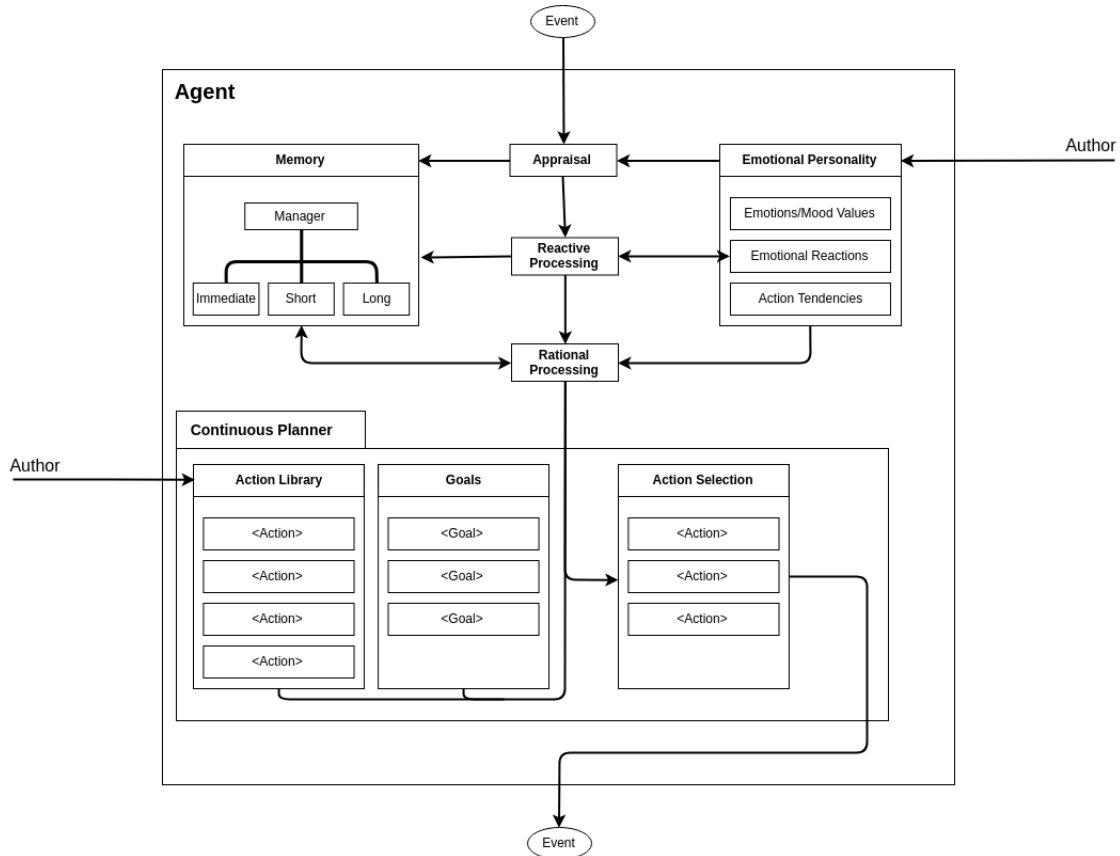 Event
Agent
Memory
Appraisal
Emotional Personality
Author
Manager
Immediate
Short
Long
Emotions/Mood Values
Emotional Reactions
Action Tendencies
Reactive
Processing
Rational
Processing
Continuous Planner
Author
Action Library
<Action>
<Action>
<Action>
<Action>
Goals
<Goal>
<Goal>
<Goal>
Action Selection
<Action>
<Action>
<Action>
Event